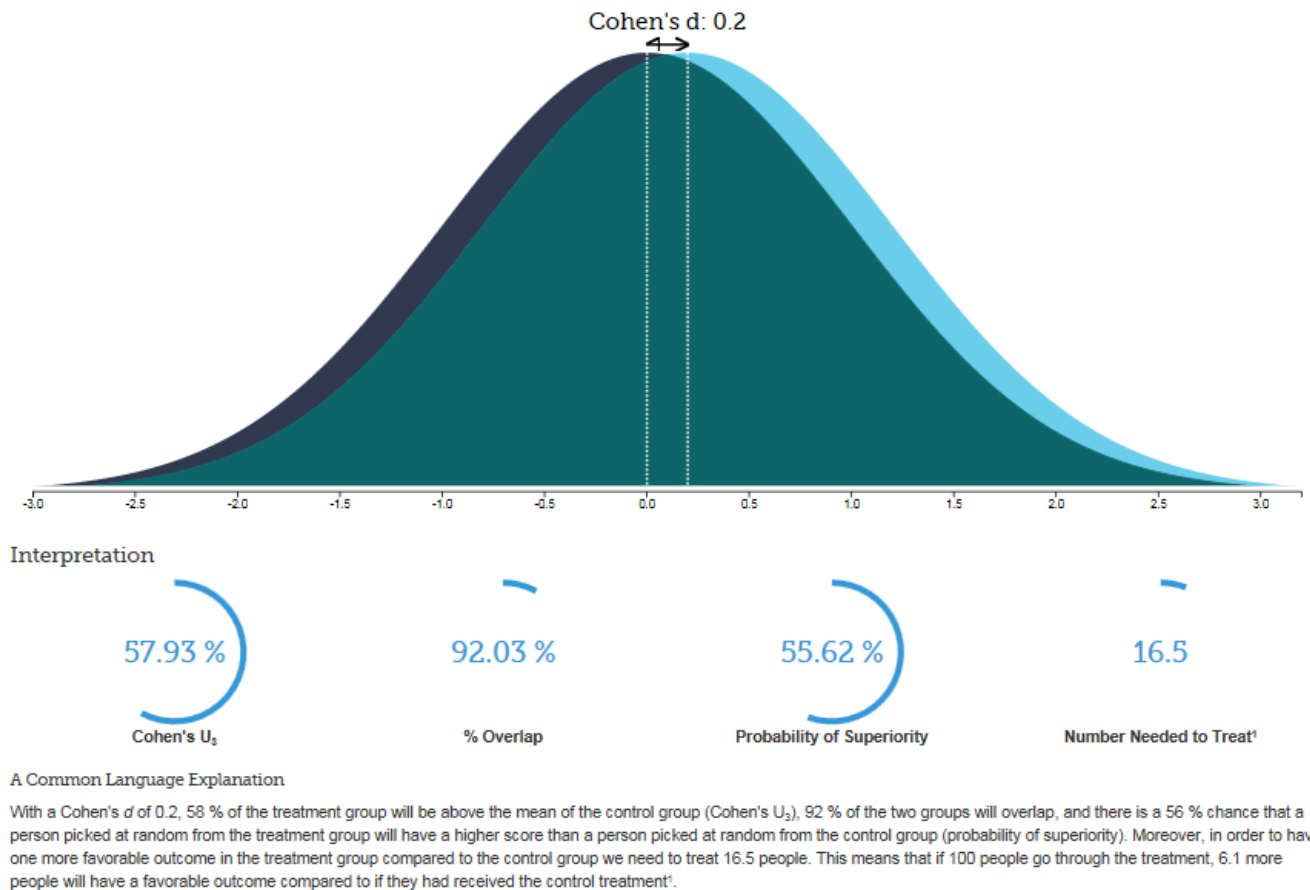 Cohen's d: 0.2
-3.0 -2.5 -2.0 -1.5 -1.0 -0.5 0.0 0.5 1.0 1.5 2.0 2.5 3.0
Interpretation
57.93 % 92.03 % 55.62 % 16.5
Cohen's U₃ % Overlap Probability of Superiority Number Needed to Treat¹
A Common Language Explanation
With a Cohen's d of 0.2, 58 % of the treatment group will be above the mean of the control group (Cohen's U₃), 92 % of the two groups will overlap, and there is a 56 % chance that a
person picked at random from the treatment group will have a higher score than a person picked at random from the control group (probability of superiority). Moreover, in order to hav
one more favorable outcome in the treatment group compared to the control group we need to treat 16.5 people. This means that if 100 people go through the treatment, 6.1 more
people will have a favorable outcome compared to if they had received the control treatment¹.